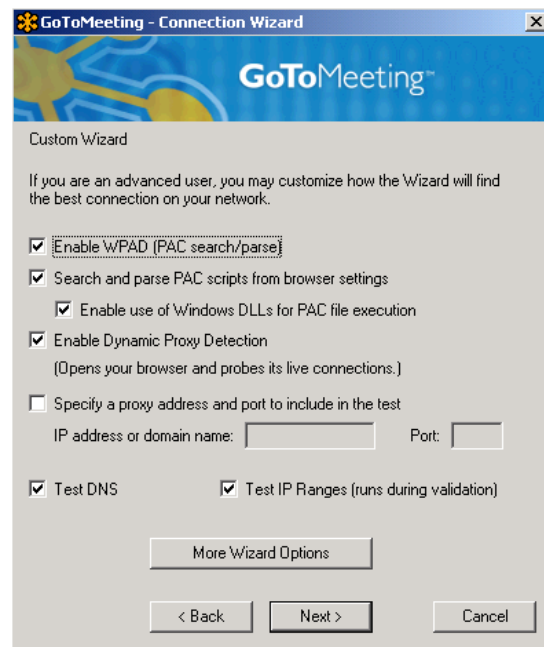 GoToMeeting - Connection Wizard
GoToMeeting™
Custom Wizard
If you are an advanced user, you may customize how the Wizard will find
the best connection on your network.
Enable WPAD (PAC search/parse)
Search and parse PAC scripts from browser settings
Enable use of Windows DLLs for PAC file execution
Enable Dynamic Proxy Detection
(Opens your browser and probes its live connections.)
Specify a proxy address and port to include in the test
IP address or domain name: Port:
Test DNS Test IP Ranges (runs during validation)
More Wizard Options
< Back Next > Cancel